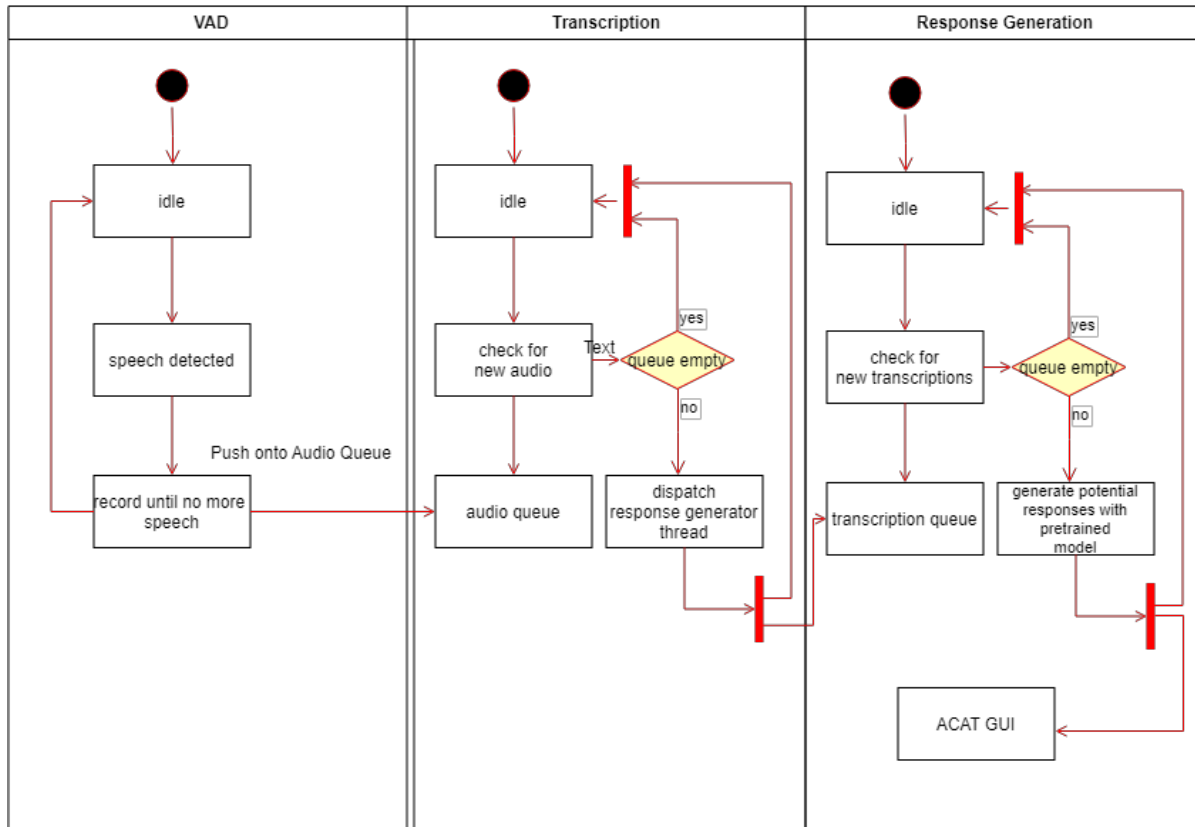 VAD
Transcription
Response Generation
idle
speech detected
Push onto Audio Queue
record until no more
speech
idle
check for
new audio
Text
queue empty
yes
no
audio queue
dispatch
response generator
thread
idle
check for
new transcriptions
queue empty
yes
no
transcription queue
generate potential
responses with
pretrained
model
ACAT GUI